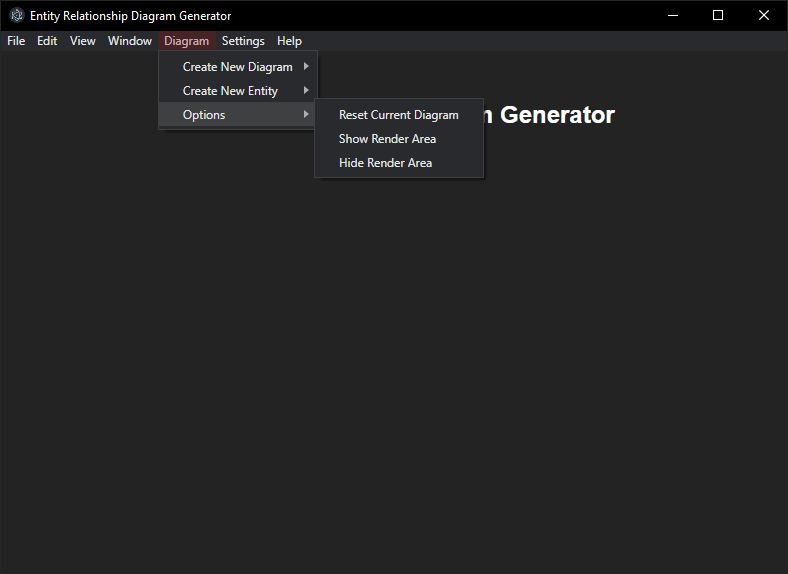 Entity Relationship Diagram Generator
File Edit View Window Diagram Settings Help
Create New Diagram
Create New Entity
Options
Reset Current Diagram
Show Render Area
Hide Render Area
Generator